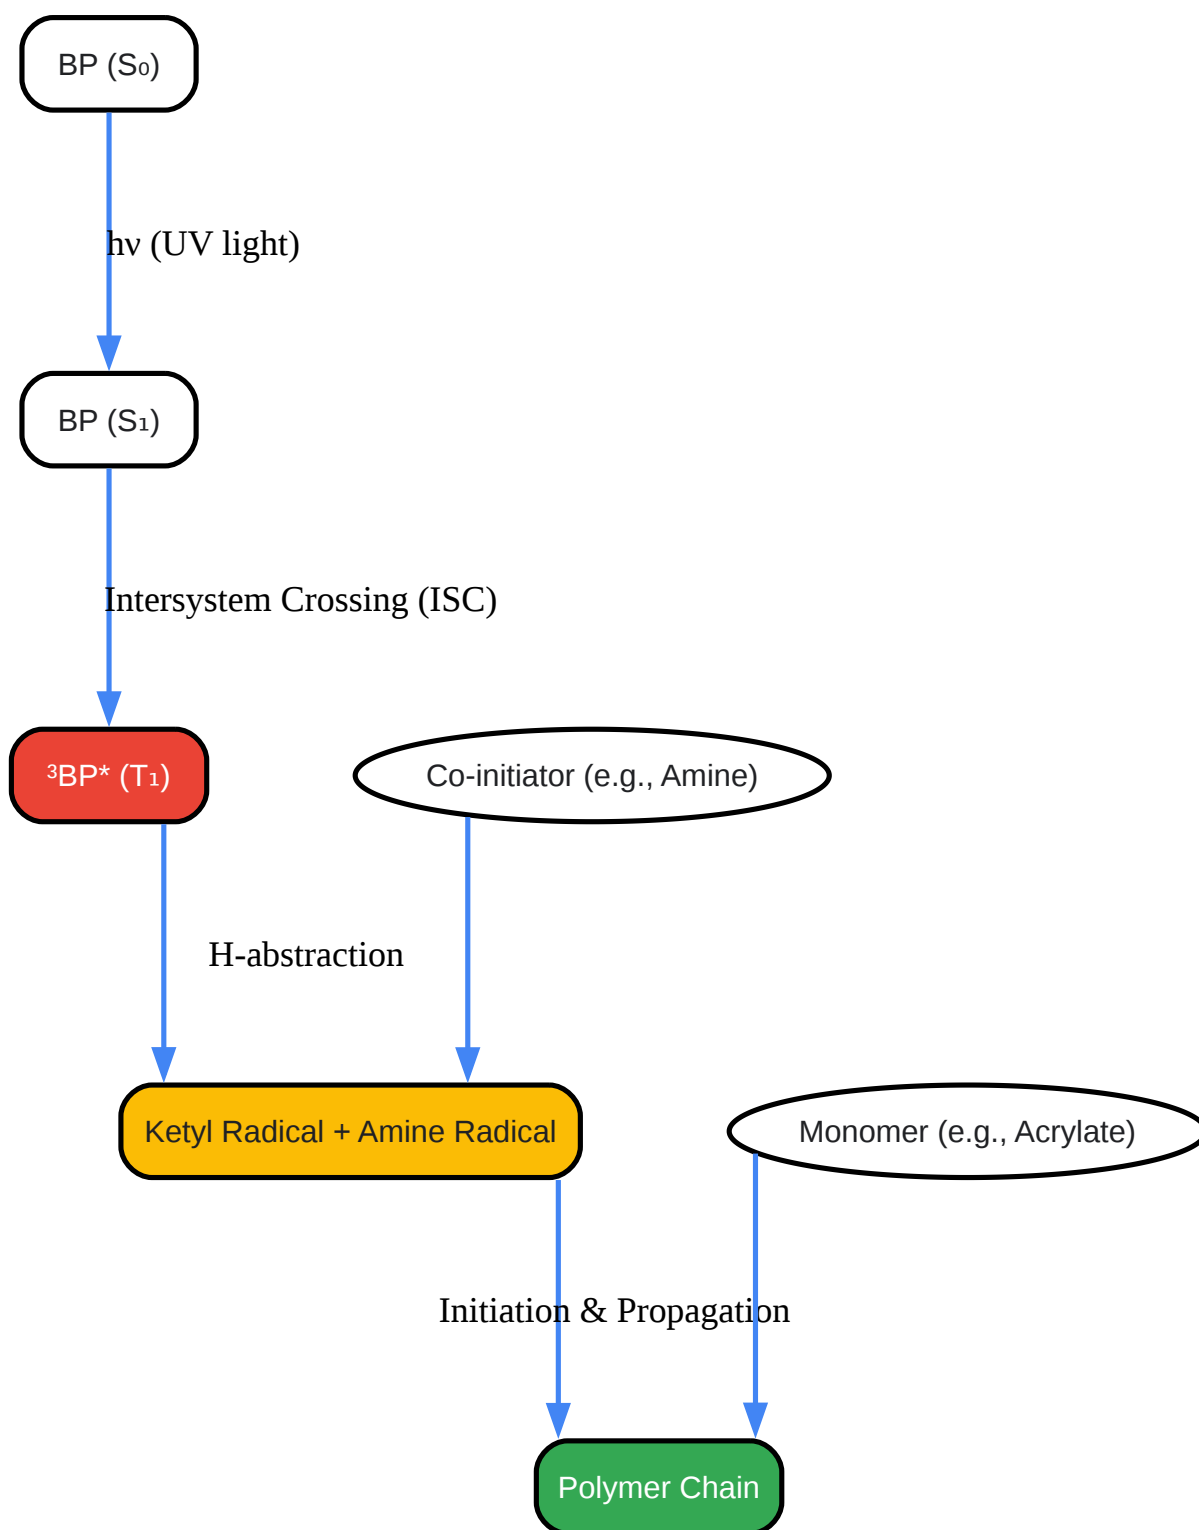 BP (S₀)
hν (UV light)
BP (S₁)
Intersystem Crossing (ISC)
³BP* (T₁)
Co-initiator (e.g., Amine)
H-abstraction
Ketyl Radical + Amine Radical
Monomer (e.g., Acrylate)
Initiation & Propagation
Polymer Chain